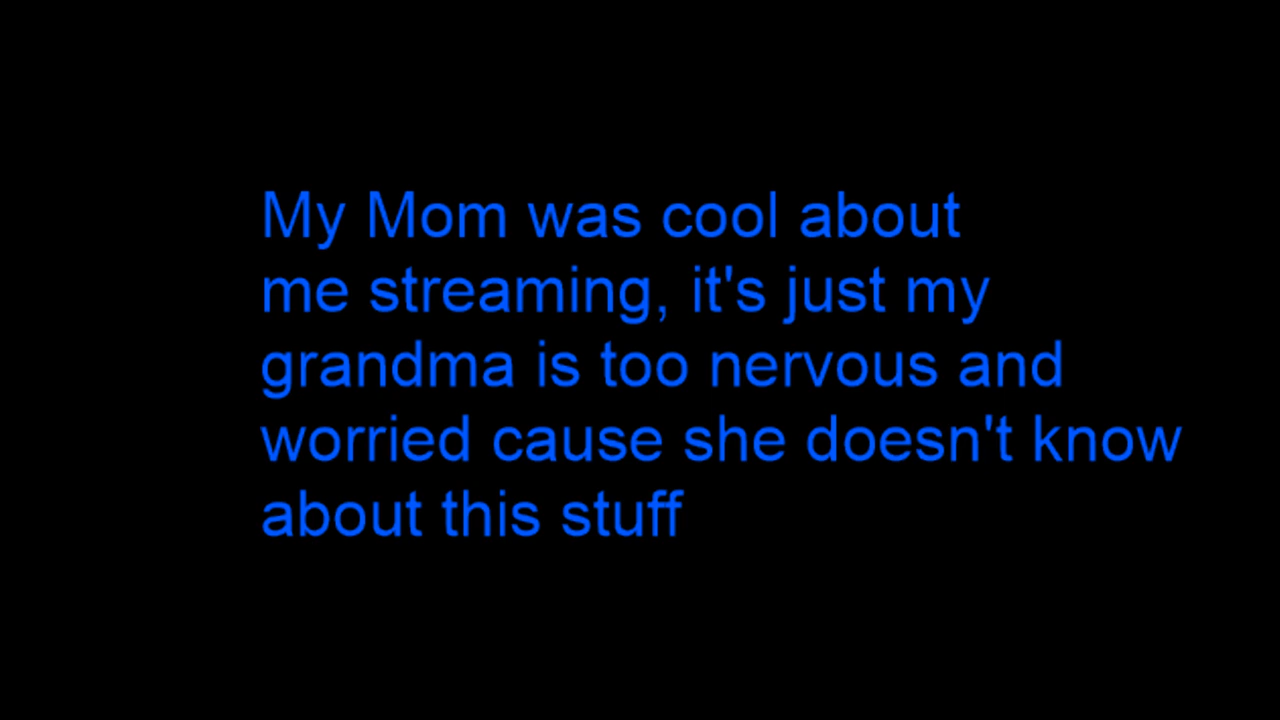 My Mom was cool about
me streaming, it's just my
grandma is too nervous and
worried cause she doesn't know
about this stuff